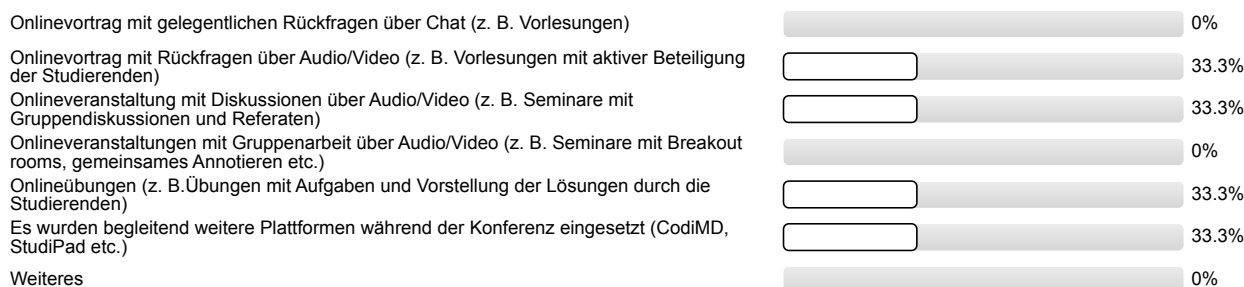 Onlinevortrag mit gelegentlichen Rückfragen über Chat (z. B. Vorlesungen) 0%
Onlinevortrag mit Rückfragen über Audio/Video (z. B. Vorlesungen mit aktiver Beteiligung
der Studierenden) 33.3%
Onlineveranstaltung mit Diskussionen über Audio/Video (z. B. Seminare mit
Gruppendiskussionen und Referaten) 33.3%
Onlineveranstaltungen mit Gruppenarbeit über Audio/Video (z. B. Seminare mit Breakout
rooms, gemeinsames Annotieren etc.) 0%
Onlineübungen (z. B.Übungen mit Aufgaben und Vorstellung der Lösungen durch die
Studierenden) 33.3%
Es wurden begleitend weitere Plattformen während der Konferenz eingesetzt (CodiMD,
StudiPad etc.) 33.3%
Weiteres 0%